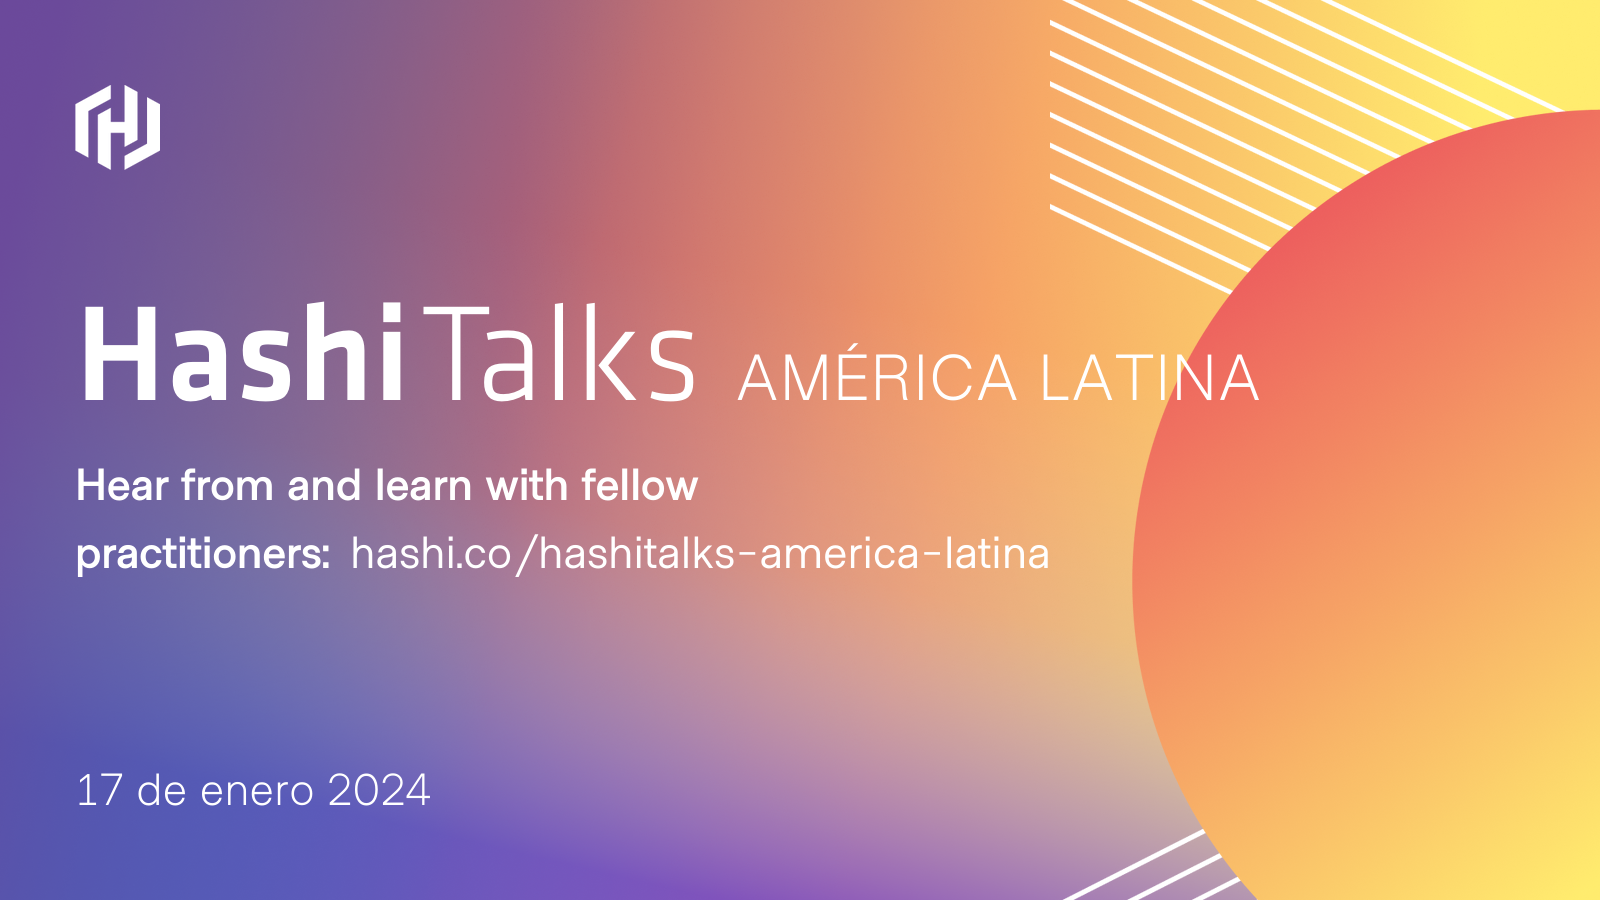 HashiTalks AMÉRICA LATINA
Hear from and learn with fellow
practitioners: hashi.co/hashitalks-america-latina
17 de enero 2024